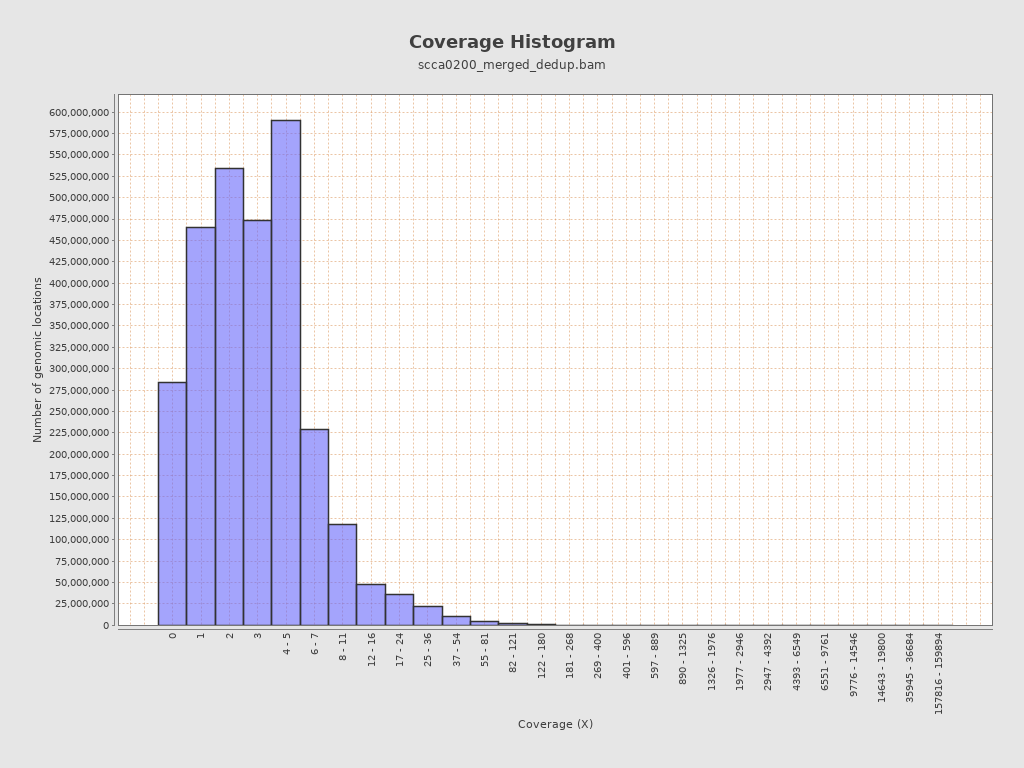 Coverage Histogram
scca0200_merged_dedup.bam
600,000,000
575,000,000
550,000,000
525,000,000
500,000,000
475,000,000
450,000,000
425,000,000
400,000,000
375,000,000
350,000,000
325,000,000
300,000,000
275,000,000
250,000,000
225,000,000
200,000,000
175,000,000
150,000,000
125,000,000
100,000,000
75,000,000
50,000,000
25,000,000
0
Number of genomic locations
0
1
2
3
4 - 5
6 - 7
8 - 11
12 - 16
17 - 24
25 - 36
37 - 54
55 - 81
82 - 121
122 - 180
181 - 268
269 - 400
401 - 596
597 - 889
890 - 1325
1326 - 1976
1977 - 2946
2947 - 4392
4393 - 6549
6551 - 9761
9776 - 14546
14643 - 19800
35945 - 36684
157816 - 159894
Coverage (X)